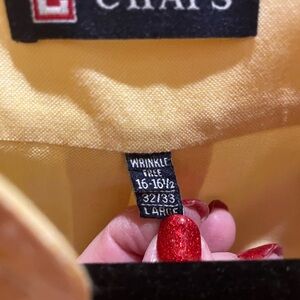 CHAPS
WRINKLE
FREE
16-16½
32/33
LARGE